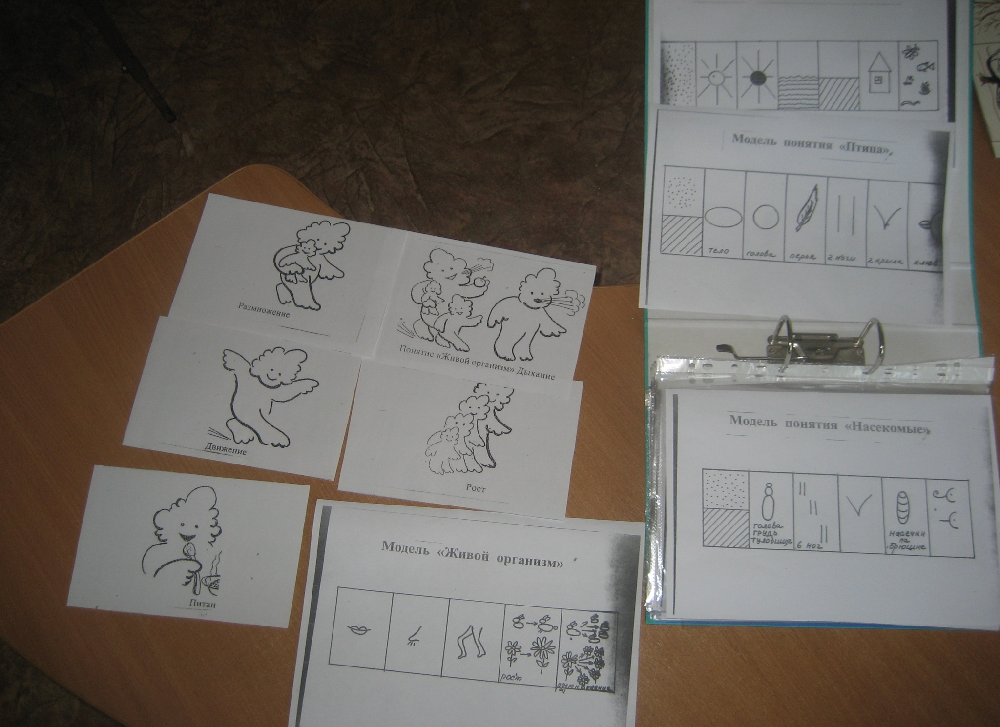 Размножение
Понятие «Живой организм» Дыхание
Движение
Рост
Питан
Модель «Живой организм»
рост
размножение
Модель понятия «Птица»
тело
голова
перья
2 ноги
2 крыла
клюв
Модель понятия «Насекомые»
голова
грудь
туловище
6 ног
насечки
на
брюшке